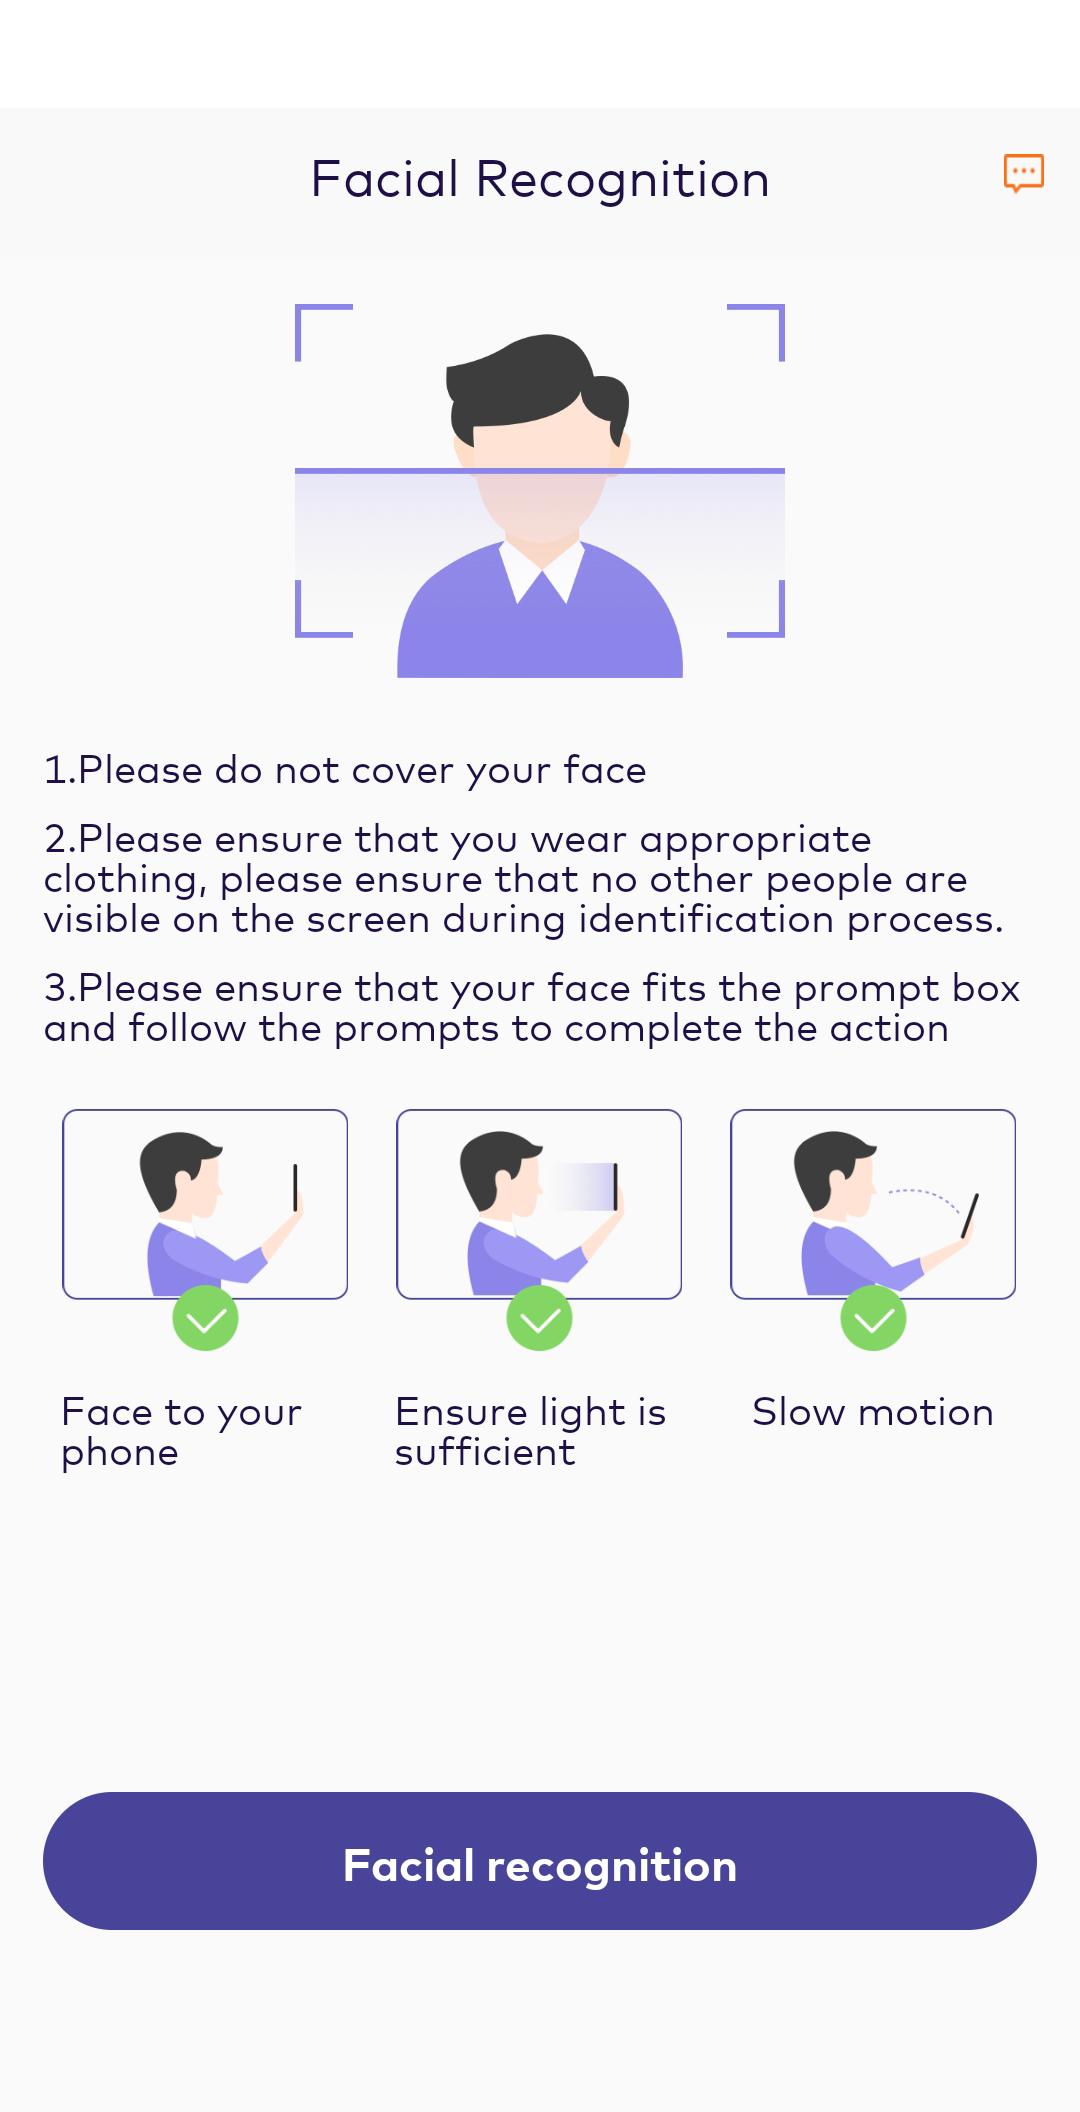 Facial Recognition
1.Please do not cover your face
2.Please ensure that you wear appropriate
clothing, please ensure that no other people are
visible on the screen during identification process.
3.Please ensure that your face fits the prompt box
and follow the prompts to complete the action
Face to your
phone
Ensure light is
sufficient
Slow motion
Facial recognition